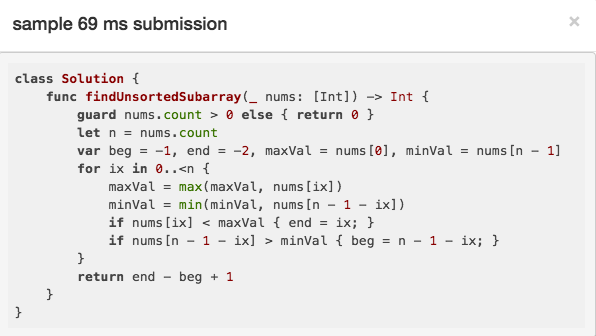 sample 69 ms submission ×
class Solution {
    func findUnsortedSubarray(_ nums: [Int]) -> Int {
        guard nums.count > 0 else { return 0 }
        let n = nums.count
        var beg = -1, end = -2, maxVal = nums[0], minVal = nums[n - 1]
        for ix in 0..<n {
            maxVal = max(maxVal, nums[ix])
            minVal = min(minVal, nums[n - 1 - ix])
            if nums[ix] < maxVal { end = ix; }
            if nums[n - 1 - ix] > minVal { beg = n - 1 - ix; }
        }
        return end - beg + 1
    }
}